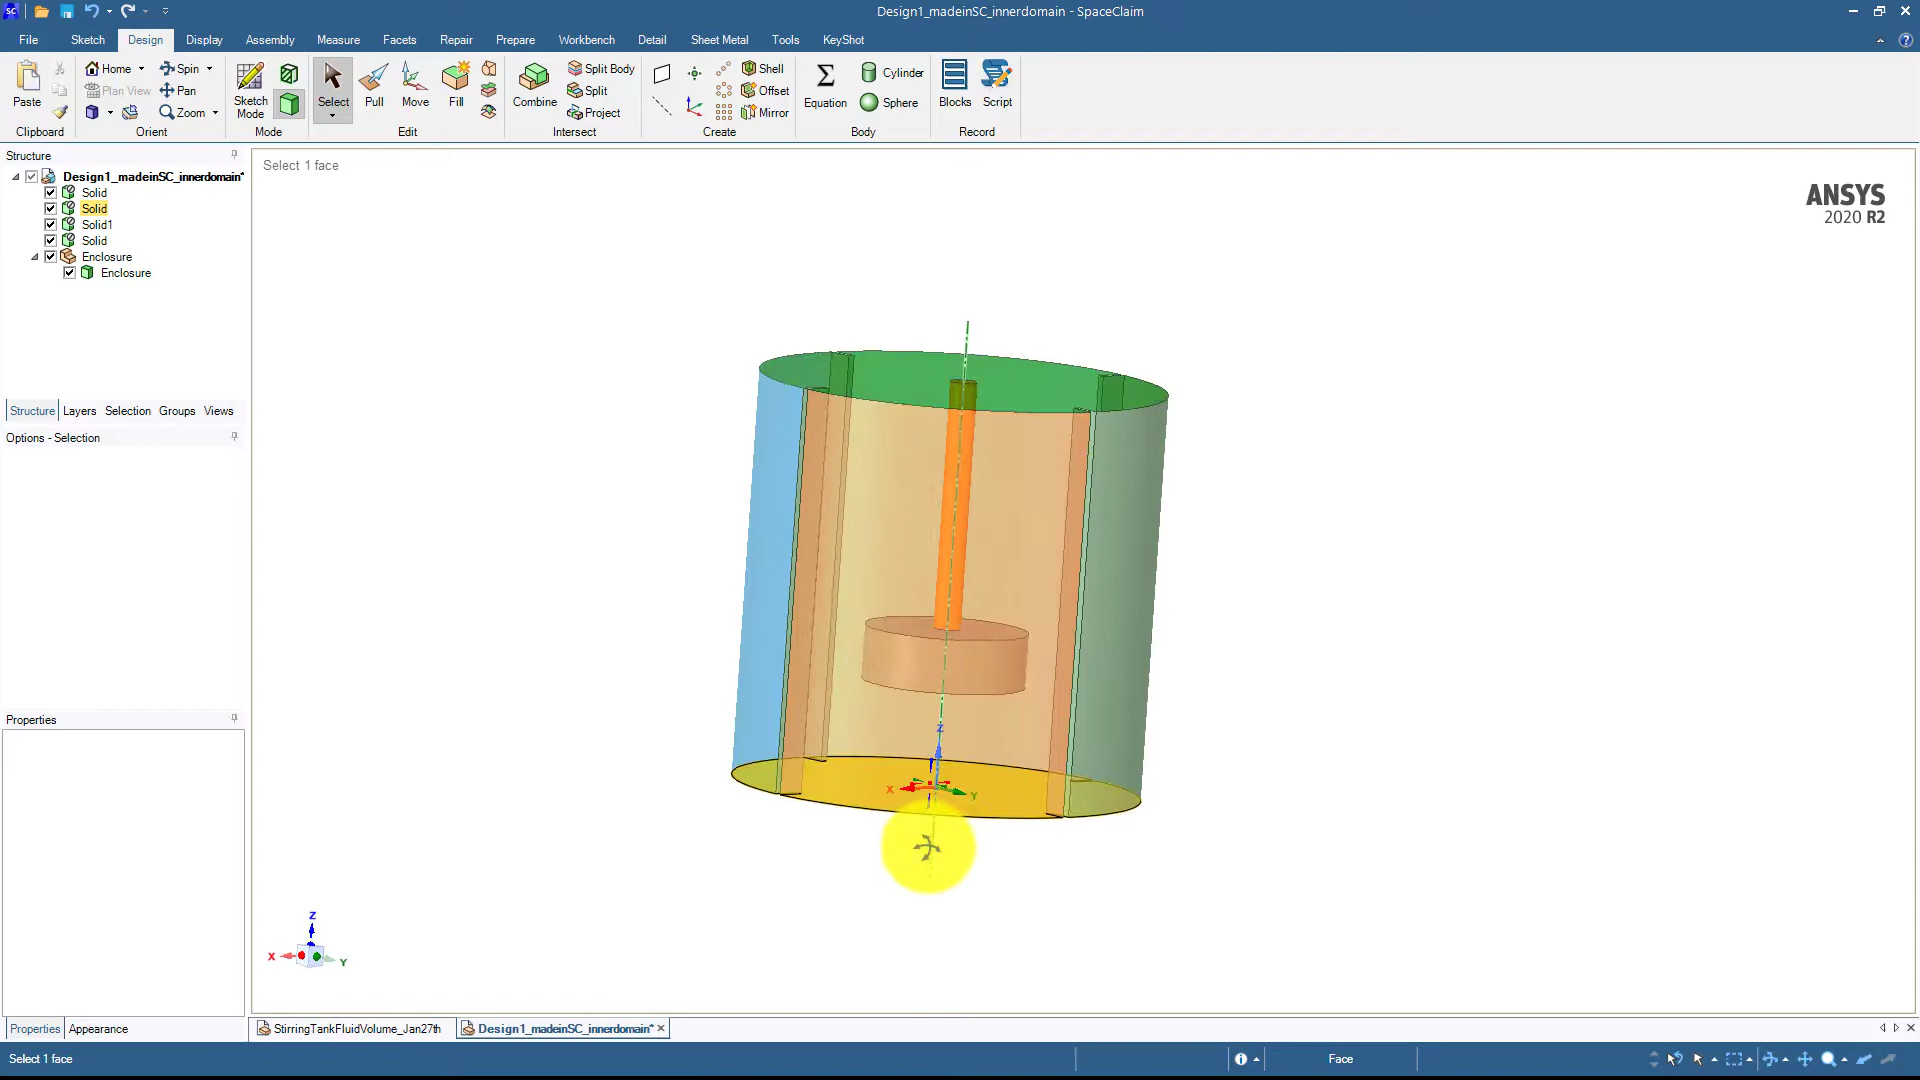 SC
Design1_madeinSC_innerdomain - SpaceClaim
File Sketch Design Display Assembly Measure Facets Repair Prepare Workbench Detail Sheet Metal Tools KeyShot
Paste
Clipboard
Home Spin
Plan View Pan
Zoom
Orient
Sketch Mode
Mode
Select Pull Move Fill
Edit
Combine
Split Body
Split
Project
Intersect
Shell
Offset
Mirror
Create
Equation
Cylinder
Sphere
Body
Blocks Script
Record
Structure
Design1_madeinSC_innerdomain*
Solid
Solid
Solid1
Solid
Enclosure
Enclosure
Structure Layers Selection Groups Views
Options - Selection
Properties
Properties Appearance
Select 1 face
ANSYS
2020 R2
Z
X
Y
Z
X
Y
StirringTankFluidVolume_Jan27th
Design1_madeinSC_innerdomain*
Select 1 face
Face